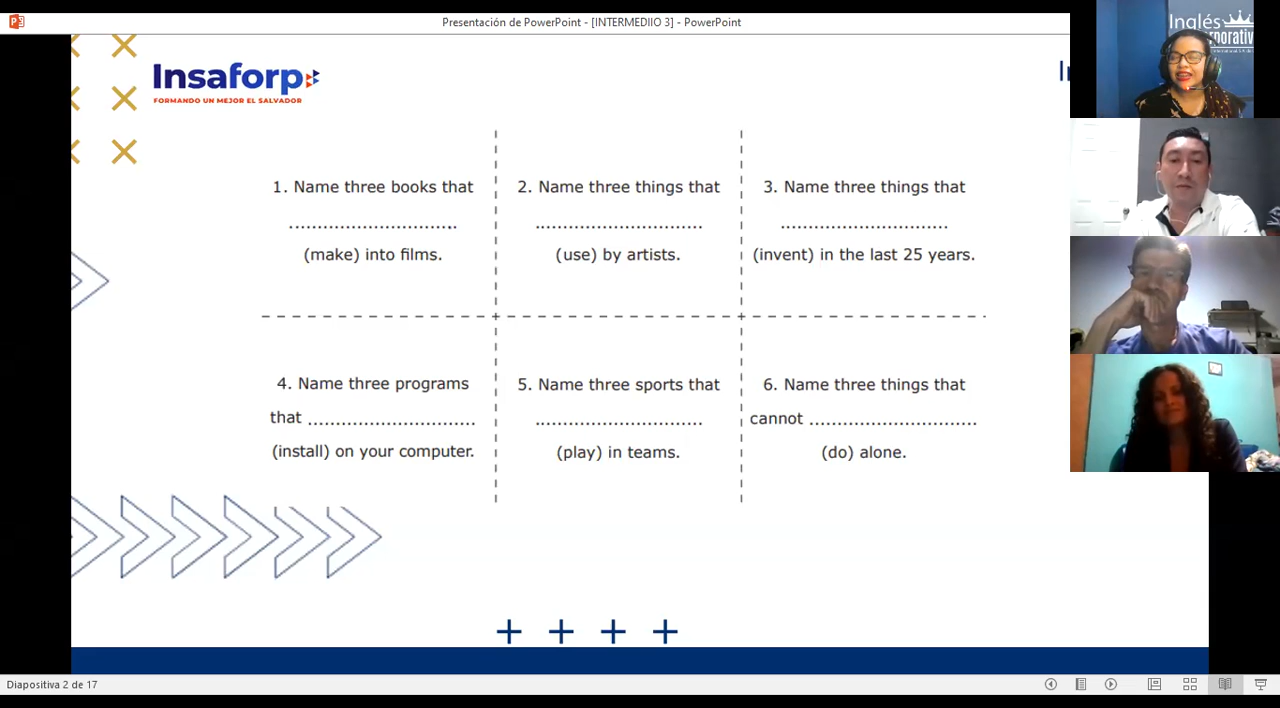 Presentación de PowerPoint - [INTERMEDIIO 3] - PowerPoint
Inglés
Insaforp
FORMANDO UN MEJOR EL SALVADOR
1. Name three books that
..............................
(make) into films.
2. Name three things that
..............................
(use) by artists.
3. Name three things that
..............................
(invent) in the last 25 years.
4. Name three programs
that ..............................
(install) on your computer.
5. Name three sports that
..............................
(play) in teams.
6. Name three things that
cannot ..............................
(do) alone.
Diapositiva 2 de 17